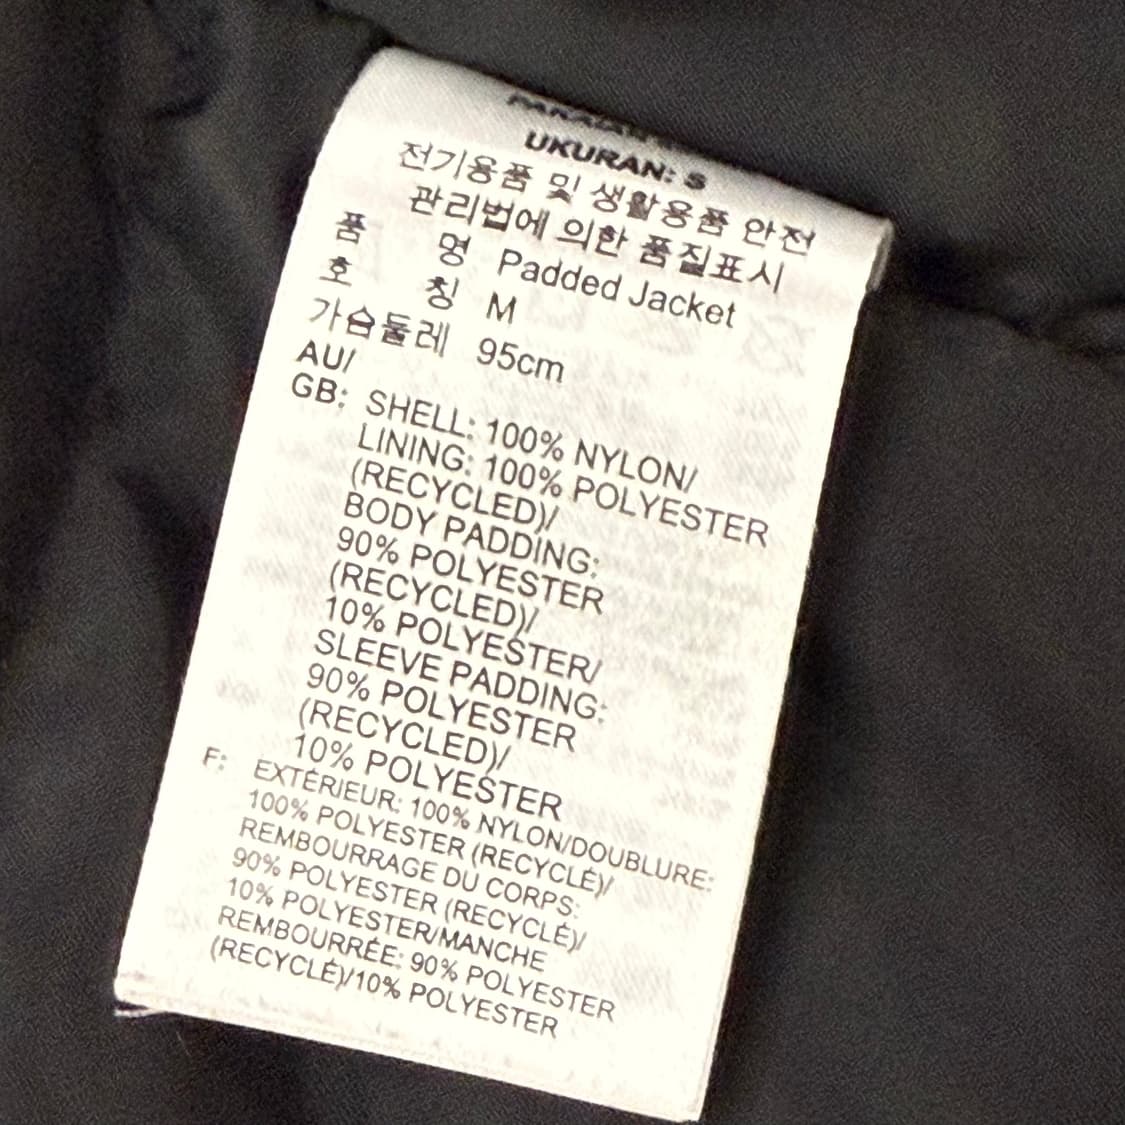 UKURAN: S
전기용품 및 생활용품 안전
관리법에 의한 품질표시
품 명 Padded Jacket
호 칭 M
가슴둘레 95cm
AU/
GB: SHELL: 100% NYLON/
LINING: 100% POLYESTER
(RECYCLED)/
BODY PADDING:
90% POLYESTER
(RECYCLED)/
10% POLYESTER/
SLEEVE PADDING:
90% POLYESTER
(RECYCLED)/
10% POLYESTER
F: EXTÉRIEUR: 100% NYLON/DOUBLURE:
100% POLYESTER (RECYCLÉ)/
REMBOURRAGE DU CORPS:
90% POLYESTER (RECYCLÉ)/
10% POLYESTER/MANCHE
REMBOURRÉE: 90% POLYESTER
(RECYCLÉ)/10% POLYESTER